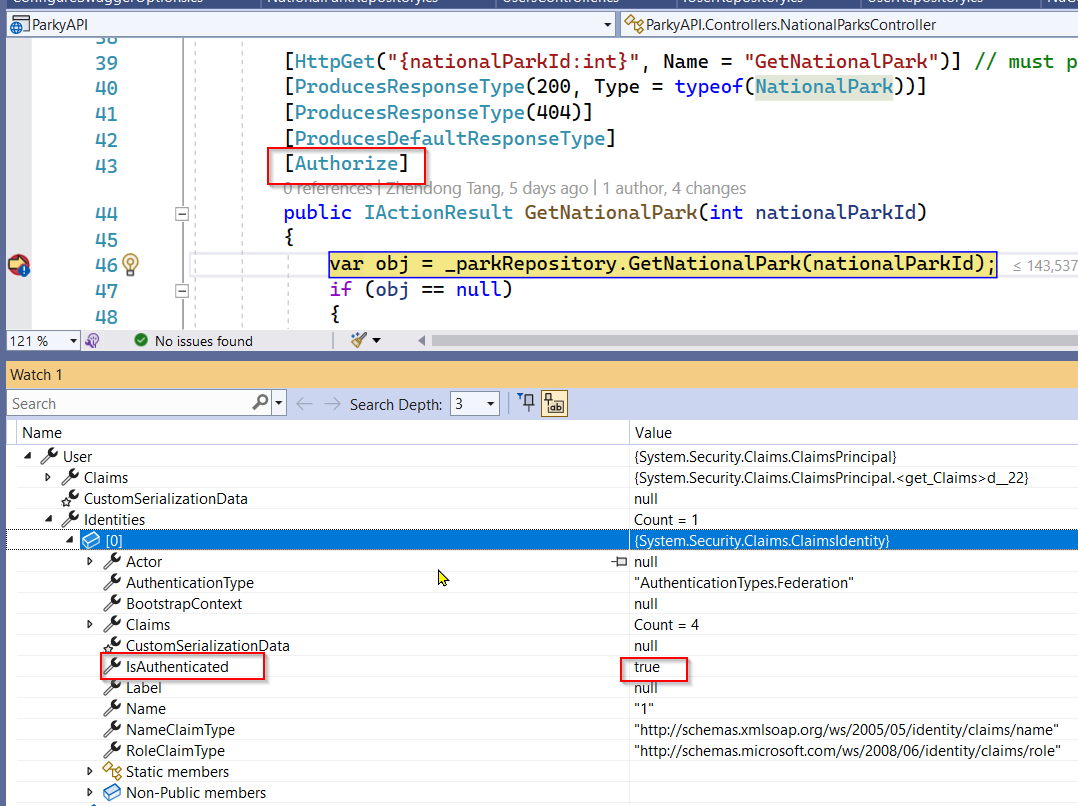 ParkyAPI
ParkyAPI.Controllers.NationalParksController
38
39 [HttpGet("{nationalParkId:int}", Name = "GetNationalPark")] // must p
40 [ProducesResponseType(200, Type = typeof(NationalPark))]
41 [ProducesResponseType(404)]
42 [ProducesDefaultResponseType]
43 [Authorize]
0 references | Zhendong Tang, 5 days ago | 1 author, 4 changes
44 public IActionResult GetNationalPark(int nationalParkId)
45 {
46 var obj = _parkRepository.GetNationalPark(nationalParkId); ≤ 143,537
47 if (obj == null)
48 {
121 % No issues found
Watch 1
Search Search Depth: 3
Name Value
User {System.Security.Claims.ClaimsPrincipal}
Claims {System.Security.Claims.ClaimsPrincipal.<get_Claims>d__22}
CustomSerializationData null
Identities Count = 1
[0] {System.Security.Claims.ClaimsIdentity}
Actor null
AuthenticationType "AuthenticationTypes.Federation"
BootstrapContext null
Claims Count = 4
CustomSerializationData null
IsAuthenticated true
Label null
Name "1"
NameClaimType "http://schemas.xmlsoap.org/ws/2005/05/identity/claims/name"
RoleClaimType "http://schemas.microsoft.com/ws/2008/06/identity/claims/role"
Static members
Non-Public members